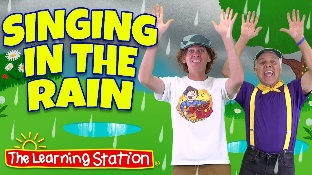 SINGING
IN THE
RAIN
The Learning Station